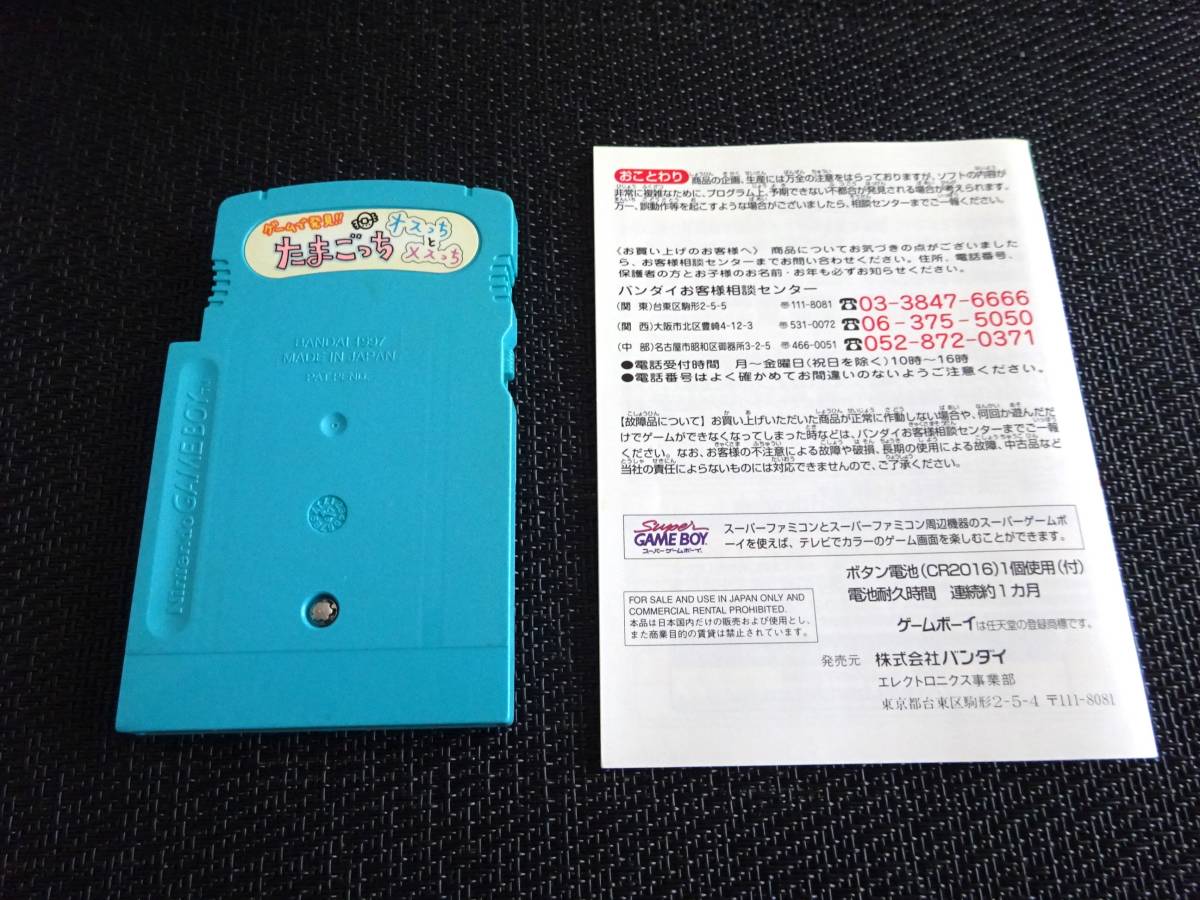 ゲームで発見!!
たまごっち
オスっち
と
メスっち
BANDAI 1997
MADE IN JAPAN
PAT. PEND.
Nintendo GAMEBOY
おことわり 商品の企画、生産には万全の注意をはらっておりますが、ソフトの内容が
非常に複雑なために、プログラム上、予期できない不都合が発見される場合が考えられます。
万一、誤動作等を起こすような場合がございましたら、相談センターまでご一報ください。
〈お買い上げのお客様へ〉 商品についてお気づきの点がございました
ら、お客様相談センターまでお問い合わせください。住所、電話番号、
保護者の方とお子様のお名前・お年も必ずお知らせください。
バンダイお客様相談センター
(関 東)台東区駒形2-5-5 〠111-8081 ☎03-3847-6666
(関 西)大阪市北区豊崎4-12-3 〠531-0072 ☎06-375-5050
(中 部)名古屋市昭和区御器所3-2-5 〠466-0051 ☎052-872-0371
●電話受付時間 月〜金曜日(祝日を除く)10時〜16時
●電話番号はよく確かめてお間違いのないようご注意ください。
【故障品について】お買い上げいただいた商品が正常に作動しない場合や、何回か遊んだだ
けでゲームができなくなってしまった時などは、バンダイお客様相談センターまでご一報
ください。なお、お客様の不注意による故障や破損、長期の使用による故障、中古品など
当社の責任によらないものには対応できませんので、ご了承ください。
Super
GAME BOY
スーパーゲームボーイ
スーパーファミコンとスーパーファミコン周辺機器のスーパーゲームボ
ーイを使えば、テレビでカラーのゲーム画面を楽しむことができます。
ボタン電池(CR2016)1個使用(付)
電池耐久時間 連続約1カ月
FOR SALE AND USE IN JAPAN ONLY AND
COMMERCIAL RENTAL PROHIBITED.
本品は日本国内だけの販売および使用とし、
また商業目的の賃貸は禁止されています。
ゲームボーイは任天堂の登録商標です。
発売元 株式会社バンダイ
エレクトロニクス事業部
東京都台東区駒形2-5-4 〒111-8081